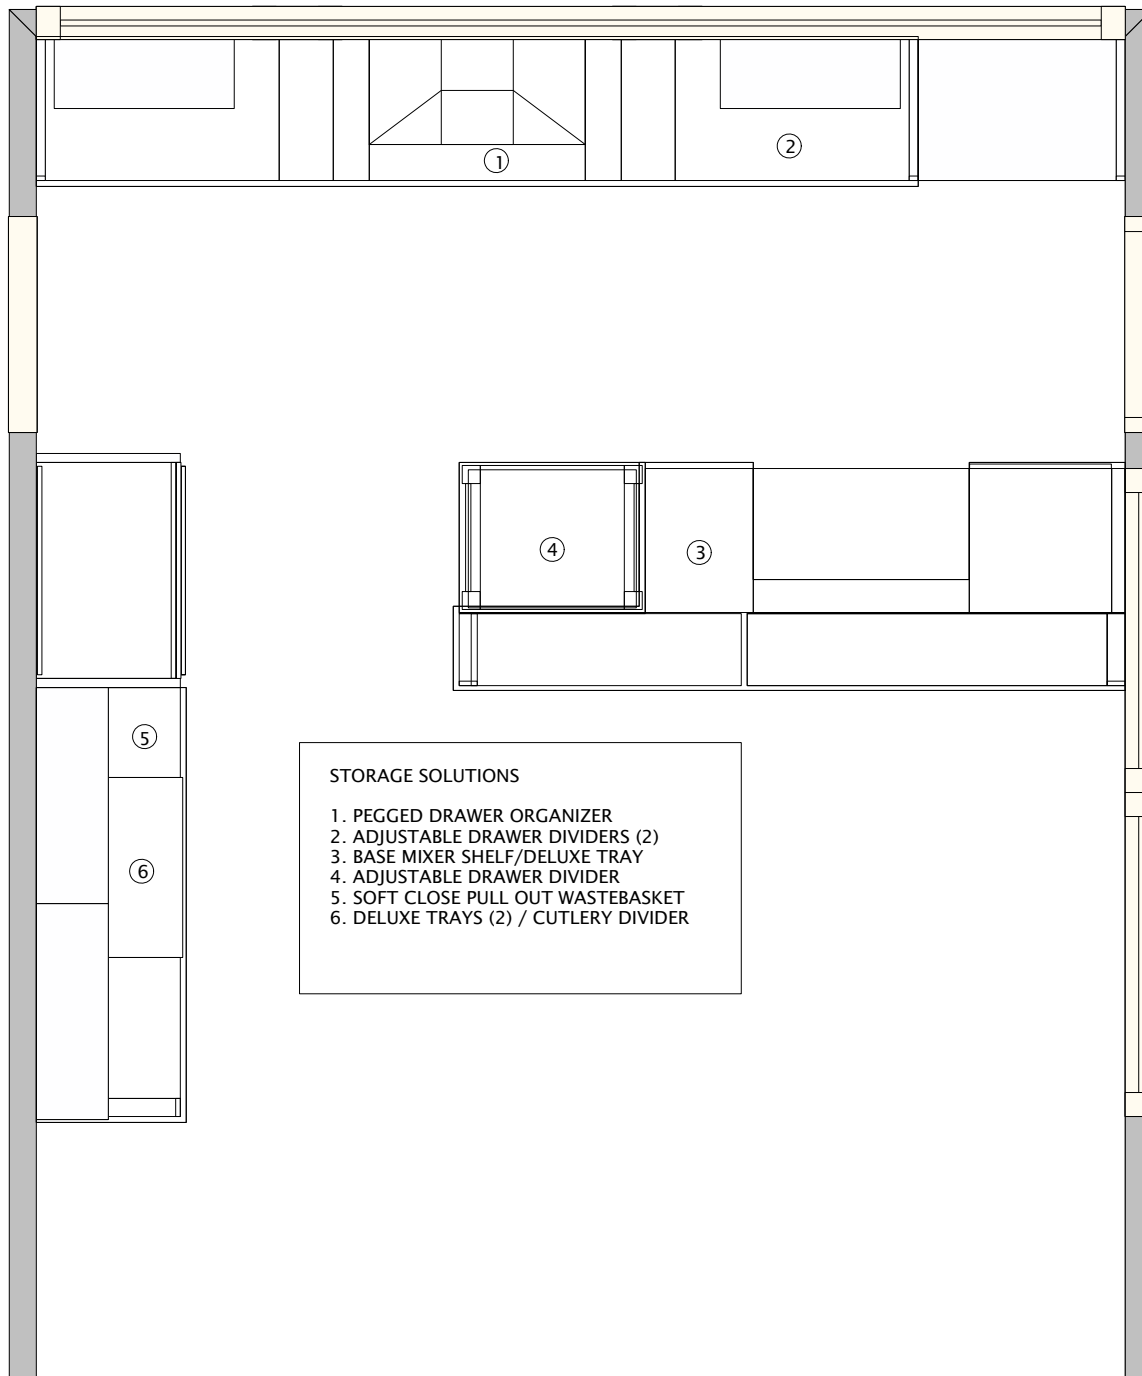 1
2
4
3
5
6
STORAGE SOLUTIONS
1. PEGGED DRAWER ORGANIZER
2. ADJUSTABLE DRAWER DIVIDERS (2)
3. BASE MIXER SHELF/DELUXE TRAY
4. ADJUSTABLE DRAWER DIVIDER
5. SOFT CLOSE PULL OUT WASTEBASKET
6. DELUXE TRAYS (2) / CUTLERY DIVIDER